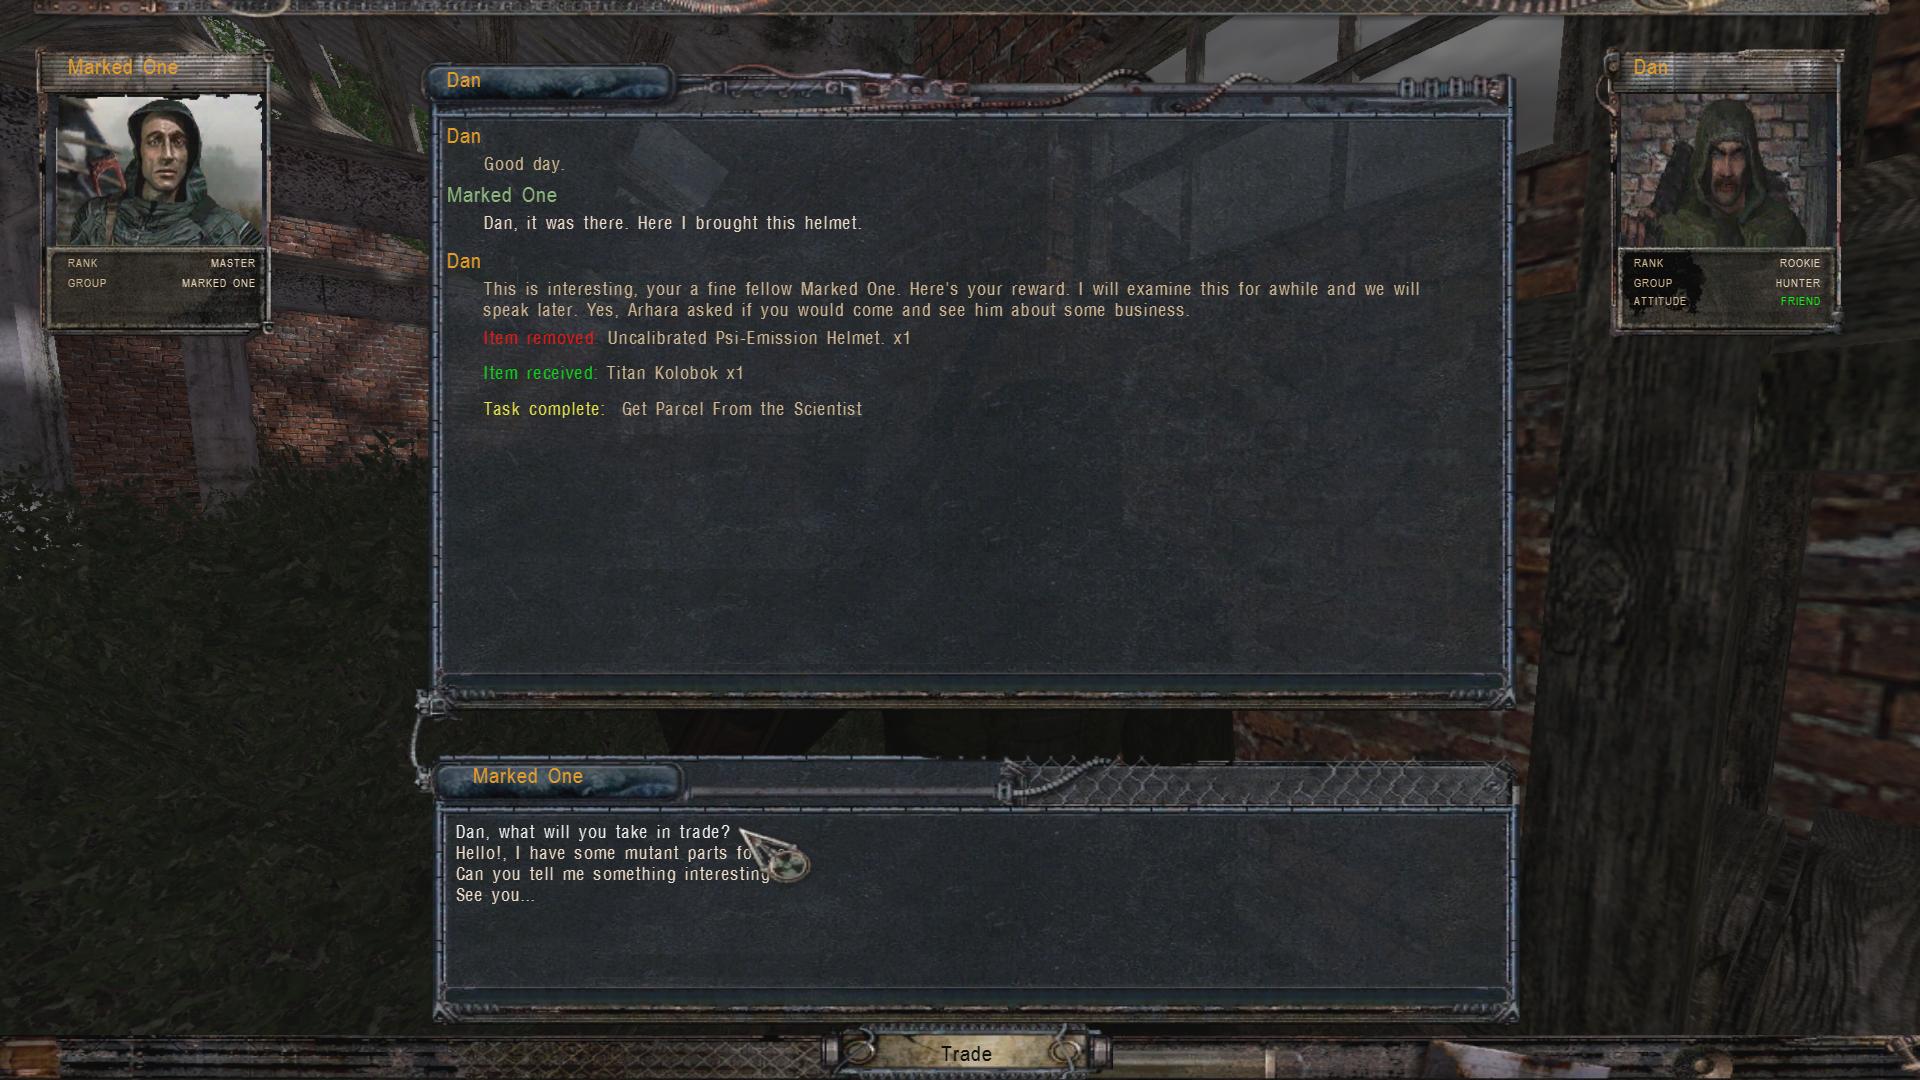 Marked One
RANK MASTER
GROUP MARKED ONE
Dan
Dan
Good day.
Marked One
Dan, it was there. Here I brought this helmet.
Dan
This is interesting, your a fine fellow Marked One. Here's your reward. I will examine this for awhile and we will
speak later. Yes, Arhara asked if you would come and see him about some business.
Item removed: Uncalibrated Psi-Emission Helmet. x1
Item received: Titan Kolobok x1
Task complete: Get Parcel From the Scientist
Dan
RANK ROOKIE
GROUP HUNTER
ATTITUDE FRIEND
Marked One
Dan, what will you take in trade?
Hello!, I have some mutant parts
Can you tell me something interesting
See you...
Trade